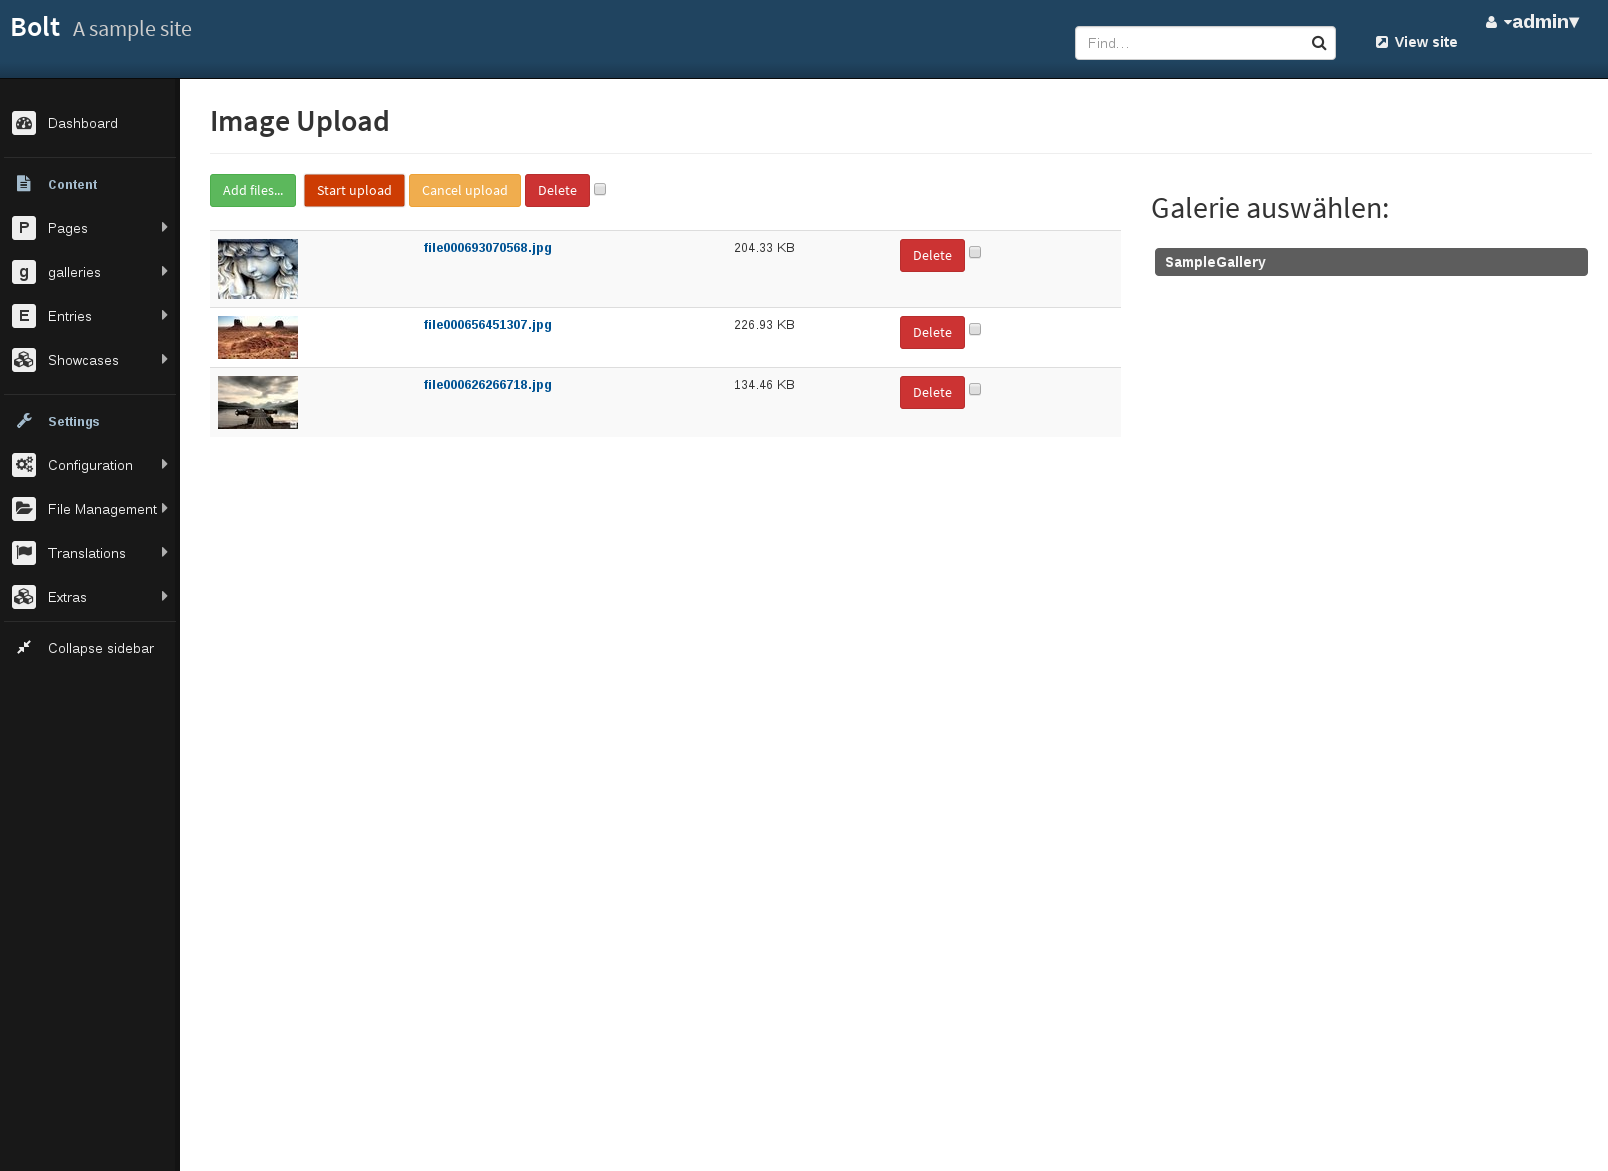 Bolt A sample site
Find...
View site
admin
Dashboard
Content
P Pages
g galleries
E Entries
Showcases
Settings
Configuration
File Management
Translations
Extras
Collapse sidebar
Image Upload
Add files... Start upload Cancel upload Delete
file000693070568.jpg 204.33 KB Delete
file000656451307.jpg 226.93 KB Delete
file000626266718.jpg 134.46 KB Delete
Galerie auswählen:
SampleGallery